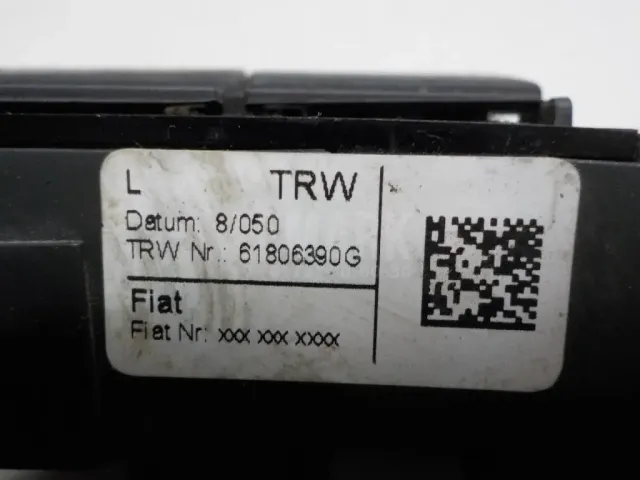 L TRW
Datum: 8/050
TRW Nr.: 61806390G
Fiat
Fiat Nr: xxx xxx xxxx